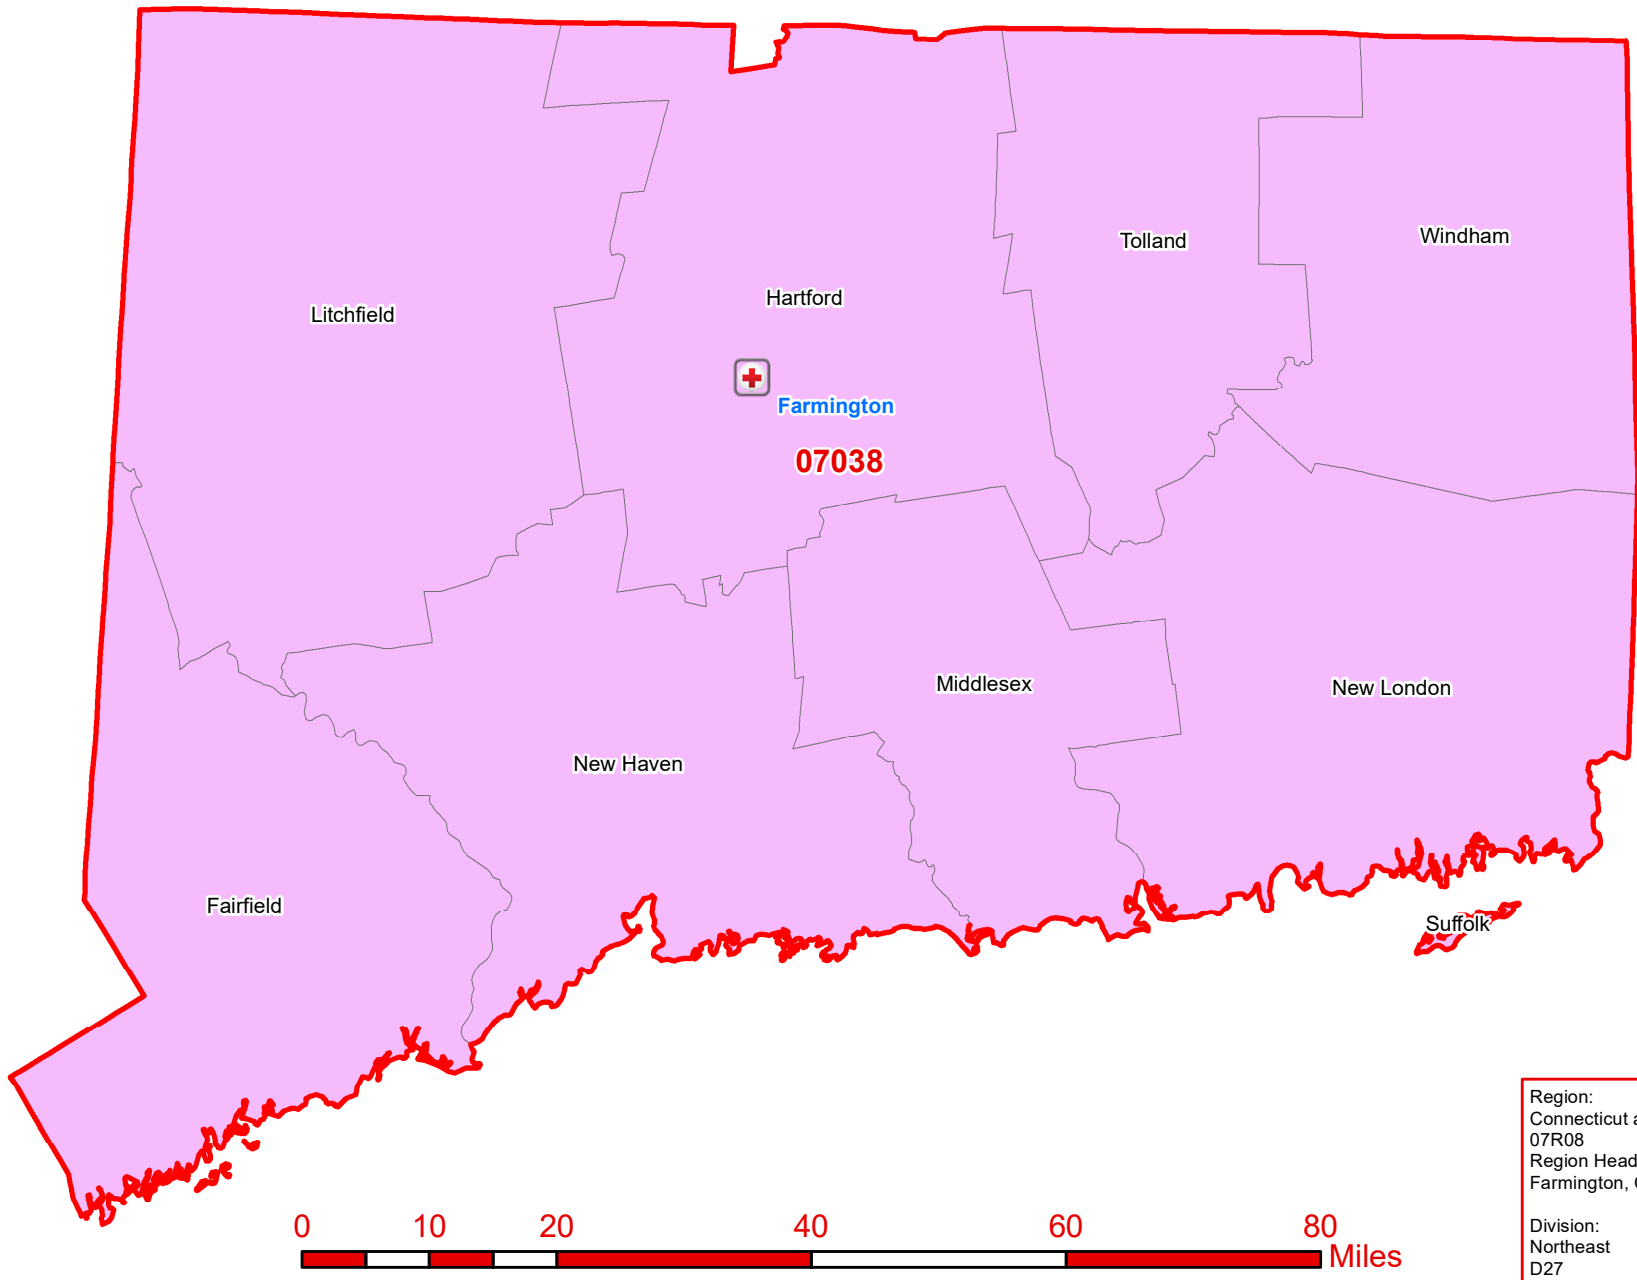 Tolland
Windham
Hartford
Litchfield
Farmington
07038
Middlesex
New London
New Haven
Fairfield
Suffolk
Region:
Connecticut
07R08
Region
Farmington,
Division:
Northeast
D27
0 10 20 40 60 80
Miles